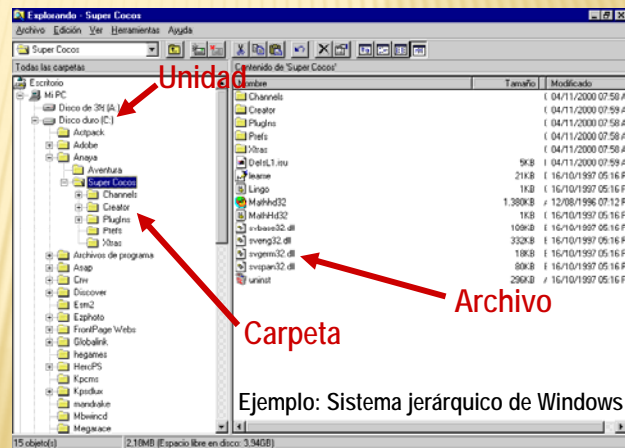 Explorando - Super Cocos
Archivo Edición Ver Herramientas Ayuda
Super Cocos
Todas las carpetas
Contenido de 'Super Cocos'
Escritorio
Mi PC
Disco de 3½ (A:)
Disco duro (C:)
Actpack
Adobe
Anaya
Aventura
Super Cocos
Channels
Creator
PlugIns
Prefs
Xtras
Archivos de programa
Asap
Discover
Esm2
Ezphoto
FrontPage Webs
Globalink
hegames
HercPS
Kpcms
mandrake
Mbwincd
Megarace
Nombre Tamaño Modificado
Channels 04/11/2000 07:58 A
Creator 04/11/2000 07:59 A
PlugIns 04/11/2000 07:58 A
Prefs 04/11/2000 07:58 A
Xtras 04/11/2000 07:58 A
DeIsL1.isu 5KB 04/11/2000 07:59 A
21KB 16/10/1997 05:16 P
Lingo 1KB 16/10/1997 05:16 P
Mathhd32 1.380KB 12/08/1996 07:12 P
MathHd32 1KB 16/10/1997 05:16 P
svbase32.dll 109KB 16/10/1997 05:16 P
sveng32.dll 332KB 16/10/1997 05:16 P
svgerm32.dll 18KB 16/10/1997 05:16 P
svspan32.dll 80KB 16/10/1997 05:16 P
uninst 296KB 16/10/1997 05:16 P
Unidad
Archivo
Carpeta
Ejemplo: Sistema jerárquico de Windows
15 objeto(s) 2,18MB (Espacio libre en disco: 3,94GB)